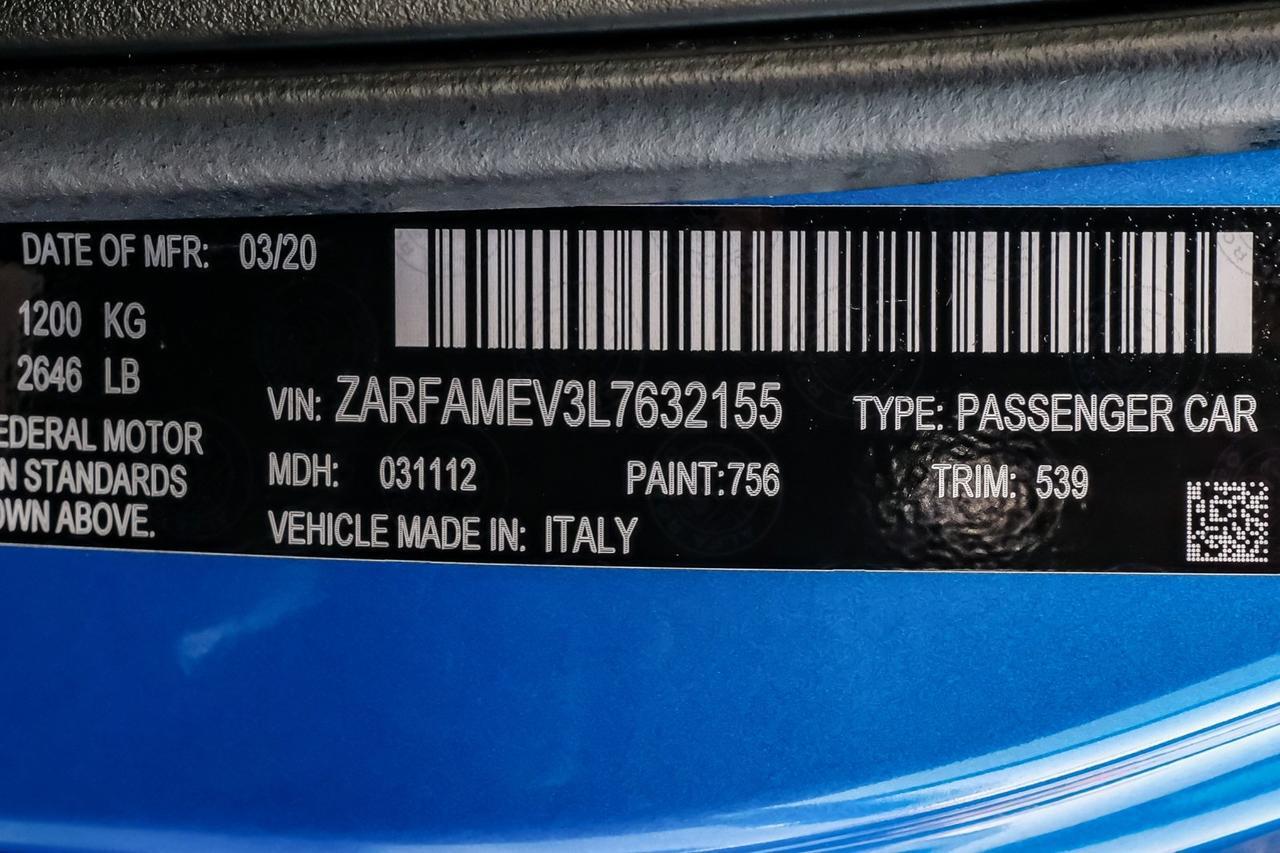 DATE OF MFR: 03/20
1200 KG
2646 LB
VIN: ZARFAMEV3L7632155 TYPE: PASSENGER CAR
EDERAL MOTOR
MDH: 031112 PAINT:756 TRIM: 539
N STANDARDS
OWN ABOVE.
VEHICLE MADE IN: ITALY